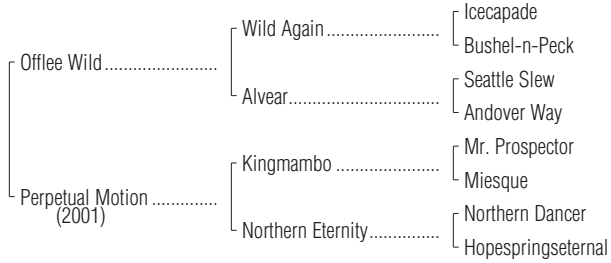 Icecapade
Wild Again
Bushel-n-Peck
Offlee Wild
Seattle Slew
Alvear
Andover Way
Mr. Prospector
Kingmambo
Miesque
Perpetual Motion
(2001)
Northern Dancer
Northern Eternity
Hopespringseternal